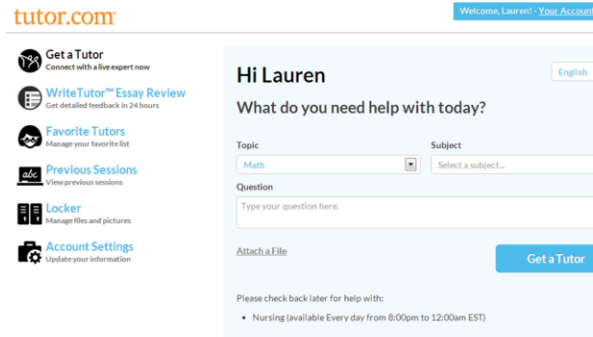 tutor.com
Welcome, Lauren! · Your Account
Get a Tutor
Connect with a live expert now
WriteTutor™ Essay Review
Get detailed feedback in 24 hours
Favorite Tutors
Manage your favorite list
abc
Previous Sessions
View previous sessions
Locker
Manage files and pictures
Account Settings
Update your information
Hi Lauren
English
What do you need help with today?
Topic
Subject
Math
Select a subject...
Question
Type your question here.
Attach a File
Get a Tutor
Please check back later for help with:
• Nursing (available Every day from 8:00pm to 12:00am EST)